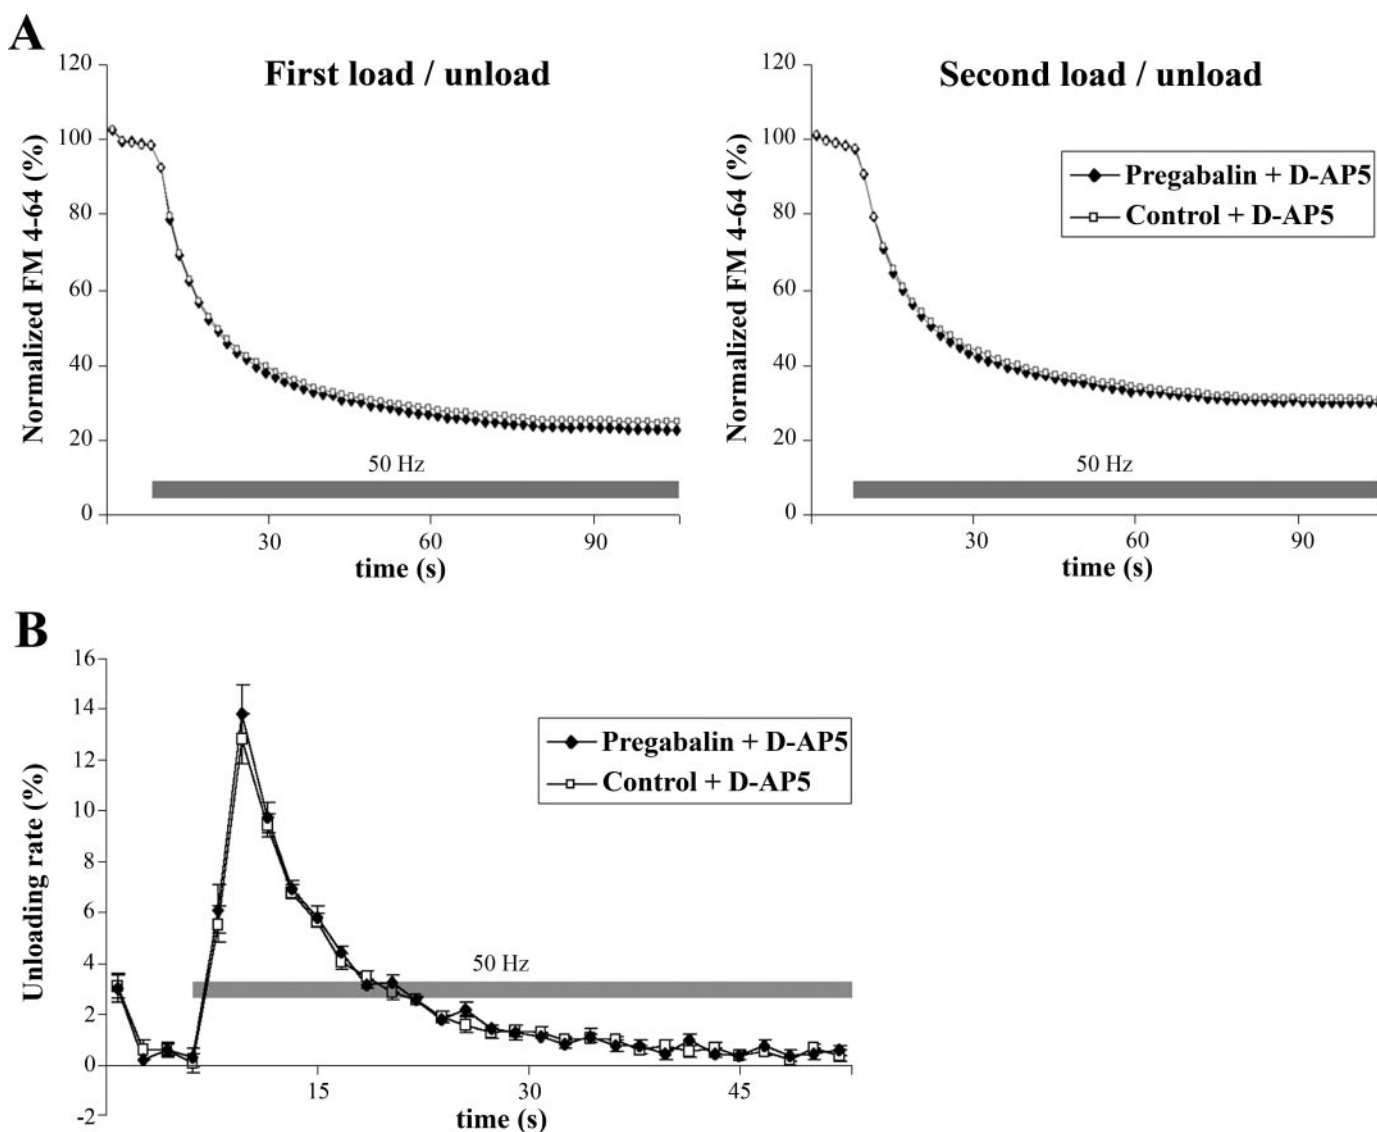 A
First load / unload
Second load / unload
Normalized FM 4-64 (%)
120
100
80
60
40
20
0
50 Hz
30
60
90
time (s)
Normalized FM 4-64 (%)
120
100
80
60
40
20
0
Pregabalin + D-AP5
Control + D-AP5
50 Hz
30
60
90
time (s)
B
Unloading rate (%)
16
14
12
10
8
6
4
2
0
-2
Pregabalin + D-AP5
Control + D-AP5
50 Hz
15
30
45
time (s)